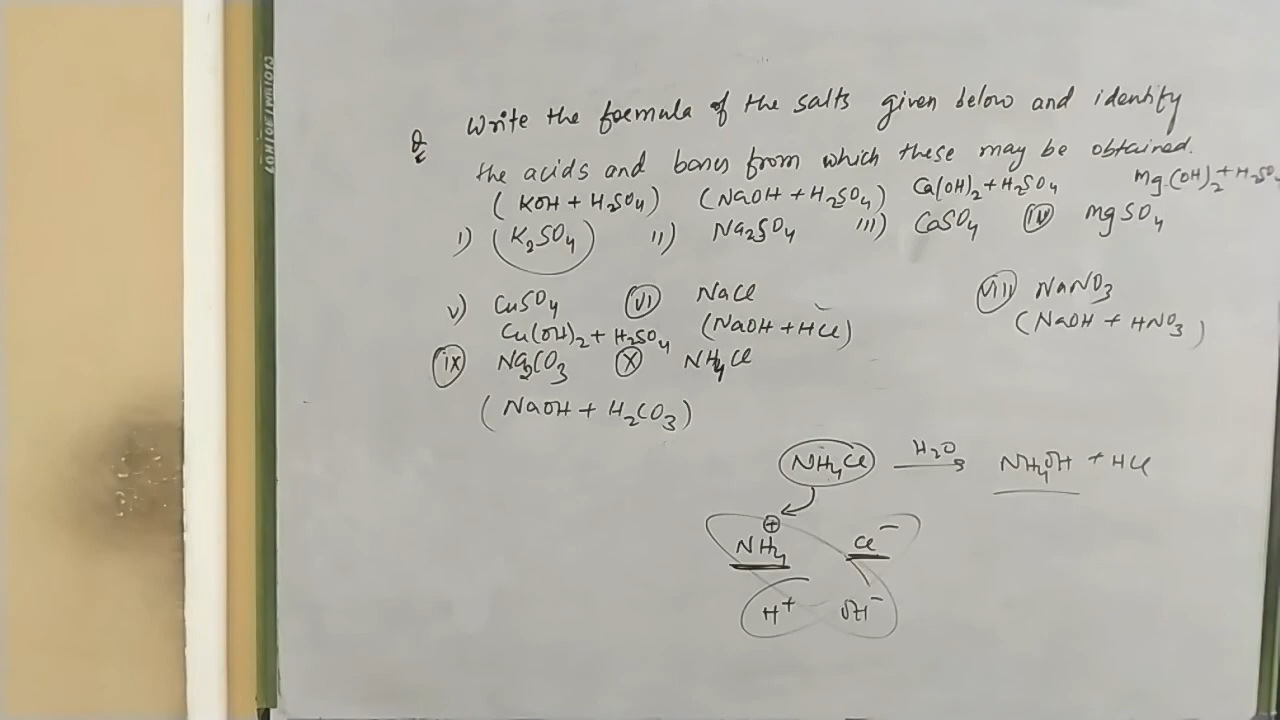 Q Write the formula of the salts given below and identify
the acids and bases from which these may be obtained.
(KOH + H₂SO₄) (NaOH + H₂SO₄) Ca(OH)₂ + H₂SO₄ Mg(OH)₂ + H₂SO₄
i) (K₂SO₄) ii) Na₂SO₄ iii) CaSO₄ iv) MgSO₄
v) CuSO₄ vi) NaCl viii) NaNO₃
Cu(OH)₂ + H₂SO₄ (NaOH + HCl) (NaOH + HNO₃)
ix) Na₂CO₃ x) NH₄Cl
(NaOH + H₂CO₃)
NH₄Cl H₂O → NH₄OH + HCl
NH₄⊕ Cl⁻
H⁺ OH⁻